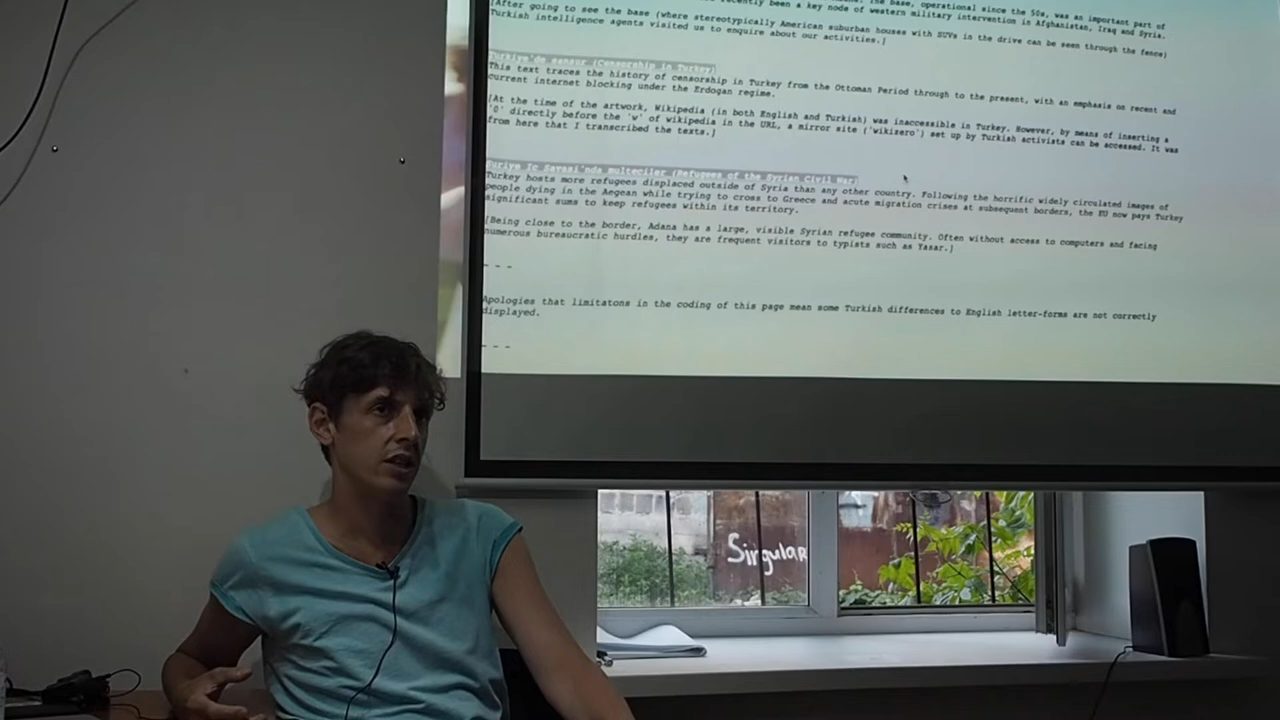 recently been a key node of western military intervention in Afghanistan, Iraq and Syria.
The base, operational since the 50s, was an important part of
[After going to see the base (where stereotypically American suburban houses with SUVs in the drive can be seen through the fence)
Turkish intelligence agents visited us to enquire about our activities.]
Turkiye'de sansur (Censorship in Turkey)
This text traces the history of censorship in Turkey from the Ottoman Period through to the present, with an emphasis on recent and
current internet blocking under the Erdogan regime.
[At the time of the artwork, Wikipedia (in both English and Turkish) was inaccessible in Turkey. However, by means of inserting a
'0' directly before the 'w' of wikipedia in the URL, a mirror site ('wikizero') set up by Turkish activists can be accessed. It was
from here that I transcribed the texts.]
Suriye Ic Savasi'nda multeciler (Refugees of the Syrian Civil War)
Turkey hosts more refugees displaced outside of Syria than any other country. Following the horrific widely circulated images of
people dying in the Aegean while trying to cross to Greece and acute migration crises at subsequent borders, the EU now pays Turkey
significant sums to keep refugees within its territory.
[Being close to the border, Adana has a large, visible Syrian refugee community. Often without access to computers and facing
numerous bureaucratic hurdles, they are frequent visitors to typists such as Yasar.]
- - -
Apologies that limitatons in the coding of this page mean some Turkish differences to English letter-forms are not correctly
displayed.
- - -
Singular